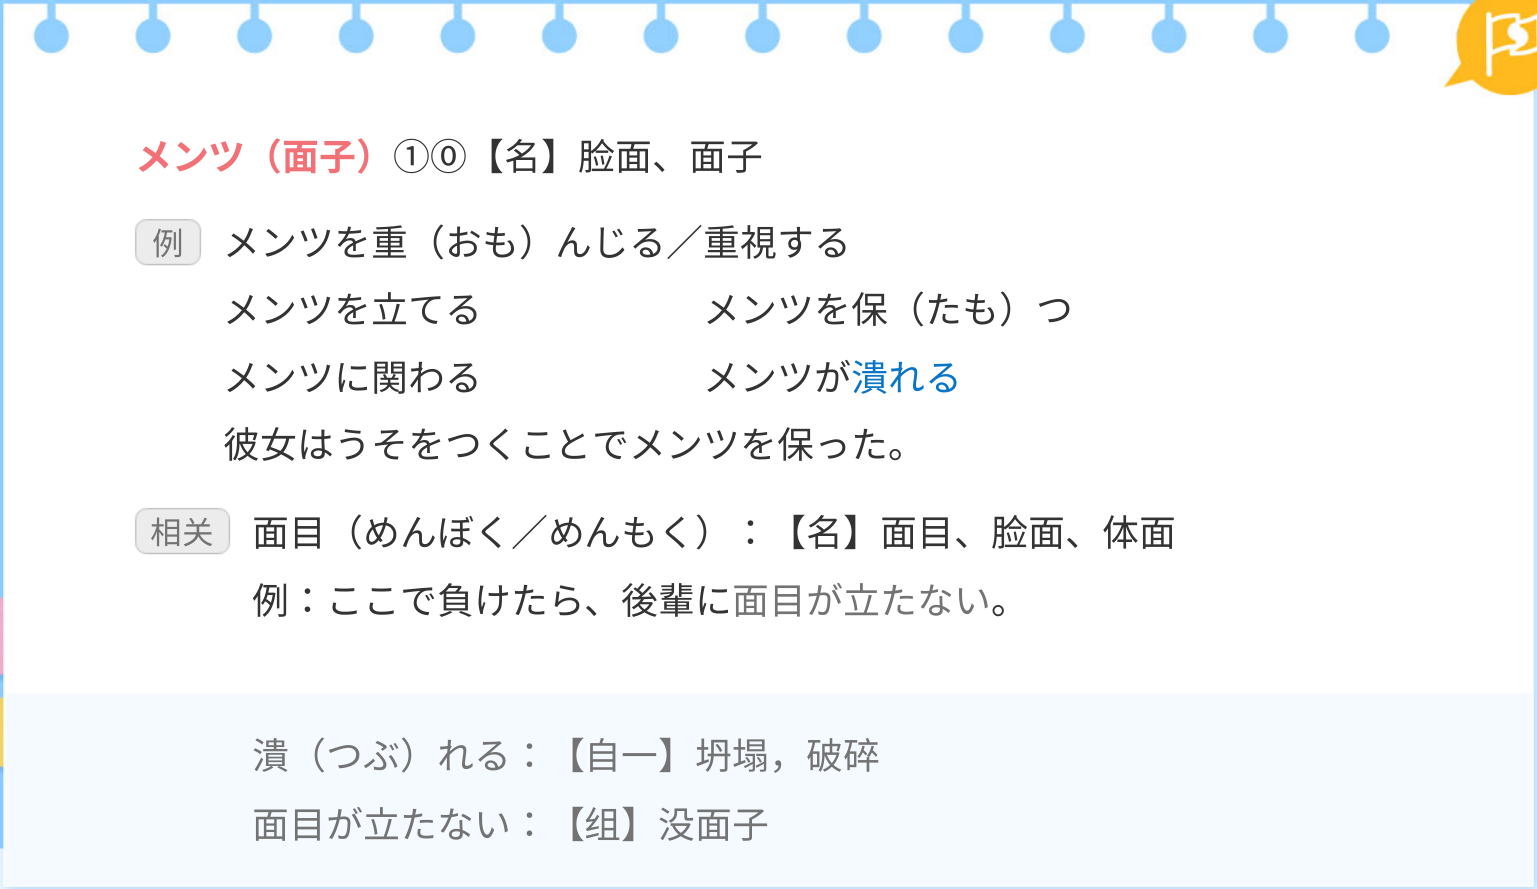 メンツ（面子）①⓪【名】脸面、面子
例 メンツを重（おも）んじる／重視する
メンツを立てる メンツを保（たも）つ
メンツに関わる メンツが潰れる
彼女はうそをつくことでメンツを保った。
相关 面目（めんぼく／めんもく）：【名】面目、脸面、体面
例：ここで負けたら、後輩に面目が立たない。
潰（つぶ）れる：【自一】坍塌，破碎
面目が立たない：【组】没面子